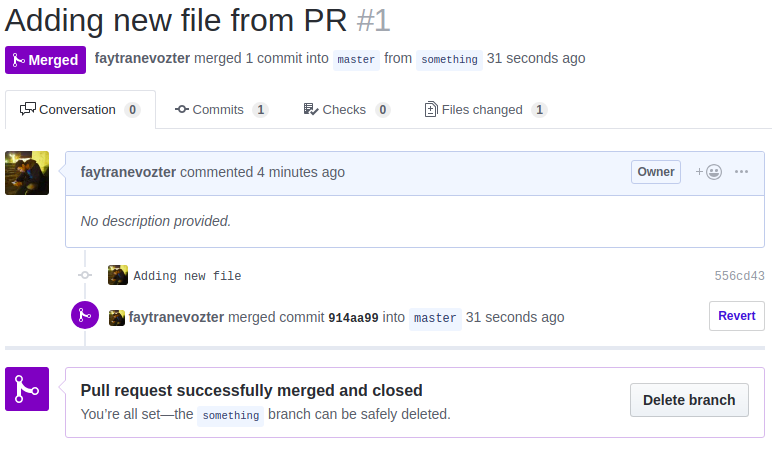 Adding new file from PR #1
Merged faytranevozter merged 1 commit into master from something 31 seconds ago
Conversation 0 Commits 1 Checks 0 Files changed 1
faytranevozter commented 4 minutes ago Owner
No description provided.
Adding new file 556cd43
faytranevozter merged commit 914aa99 into master 31 seconds ago Revert
Pull request successfully merged and closed
You’re all set—the something branch can be safely deleted.
Delete branch